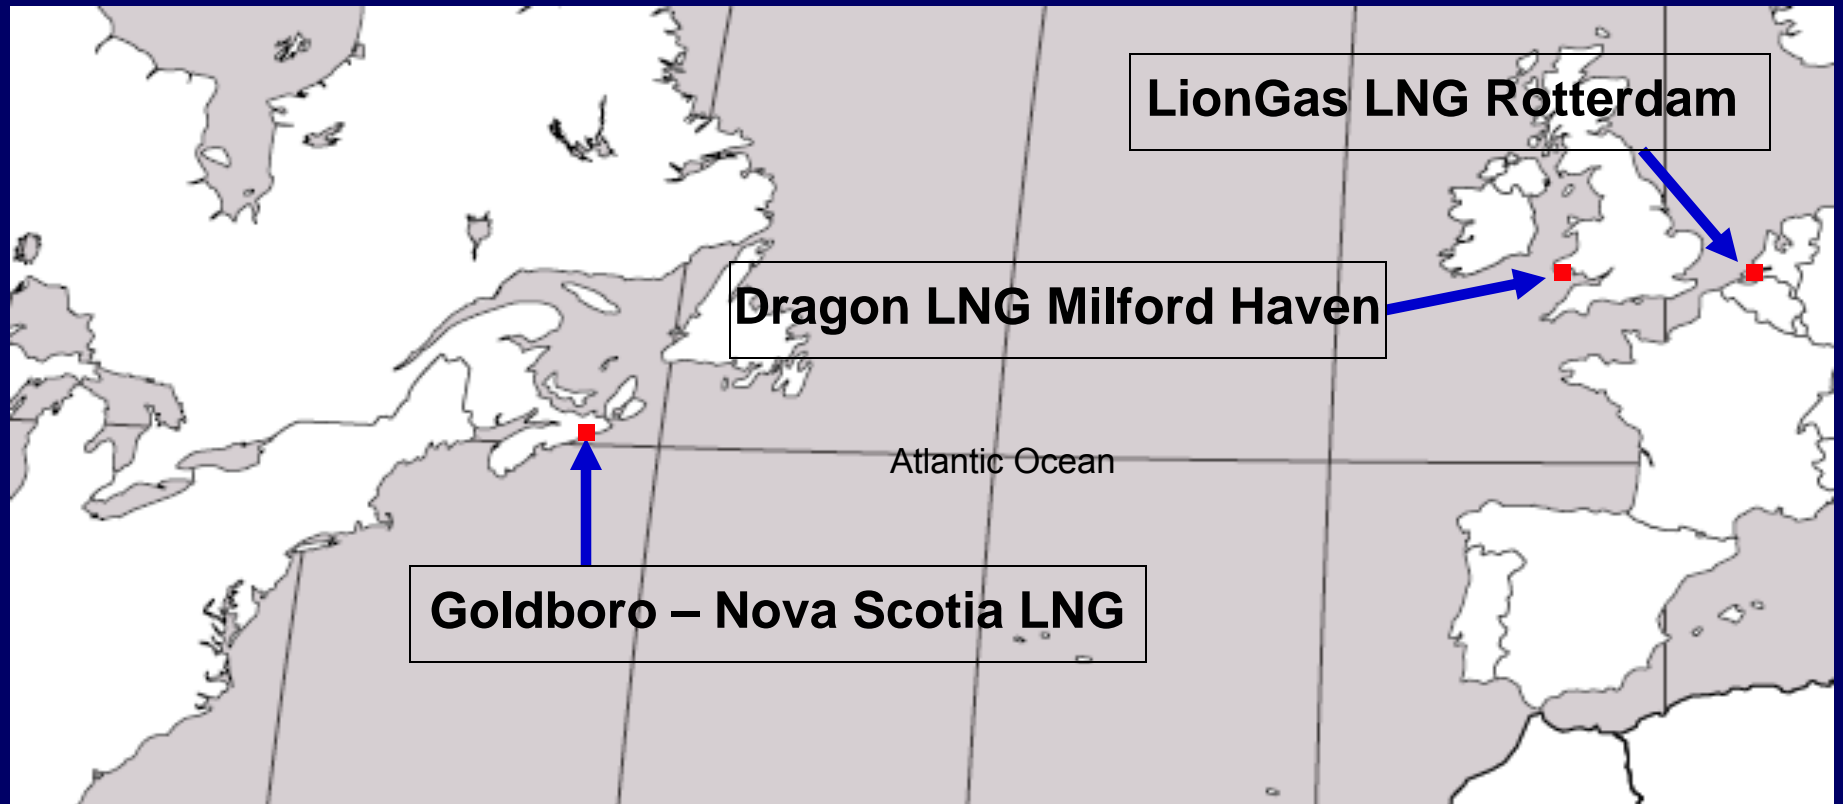 LionGas LNG Rotterdam
Dragon LNG Milford Haven
Atlantic Ocean
Goldboro – Nova Scotia LNG